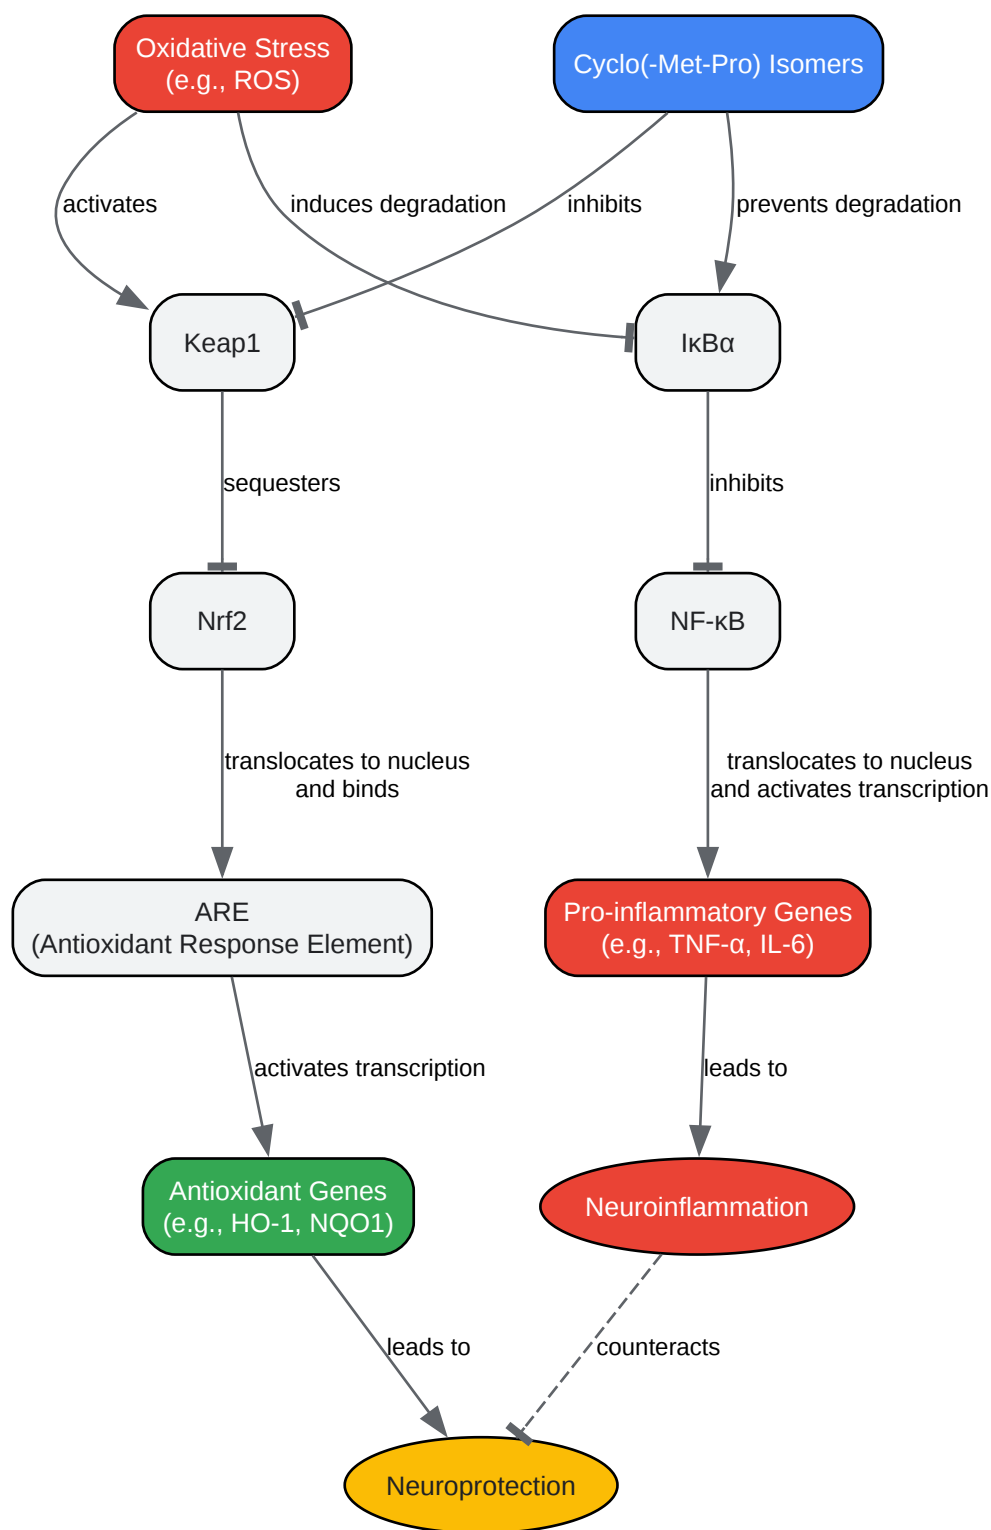 Oxidative Stress
(e.g., ROS)
Cyclo(-Met-Pro) Isomers
activates
induces degradation
inhibits
prevents degradation
Keap1
IκBα
sequesters
inhibits
Nrf2
NF-κB
translocates to nucleus
and binds
translocates to nucleus
and activates transcription
ARE
(Antioxidant Response Element)
Pro-inflammatory Genes
(e.g., TNF-α, IL-6)
activates transcription
leads to
Antioxidant Genes
(e.g., HO-1, NQO1)
Neuroinflammation
leads to
counteracts
Neuroprotection